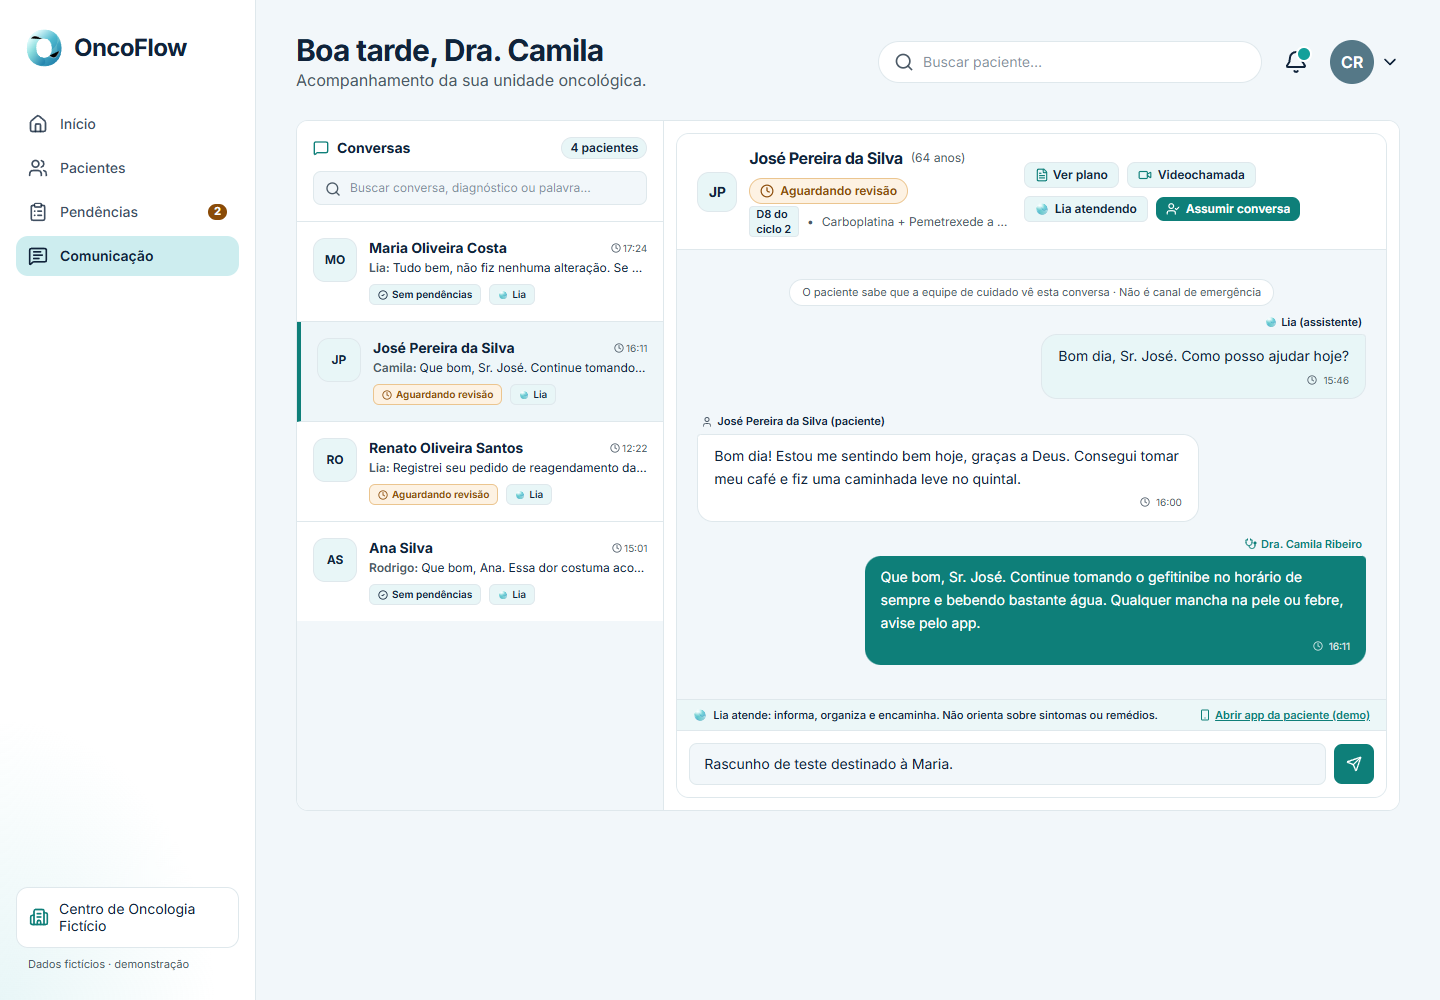 OncoFlow
Início
Pacientes
Pendências 2
Comunicação
Centro de Oncologia
Fictício
Dados fictícios · demonstração
Boa tarde, Dra. Camila
Acompanhamento da sua unidade oncológica.
Buscar paciente...
CR
Conversas
4 pacientes
Buscar conversa, diagnóstico ou palavra...
MO
Maria Oliveira Costa
17:24
Lia: Tudo bem, não fiz nenhuma alteração. Se ...
Sem pendências
Lia
JP
José Pereira da Silva
16:11
Camila: Que bom, Sr. José. Continue tomando...
Aguardando revisão
Lia
RO
Renato Oliveira Santos
12:22
Lia: Registrei seu pedido de reagendamento da...
Aguardando revisão
Lia
AS
Ana Silva
15:01
Rodrigo: Que bom, Ana. Essa dor costuma aco...
Sem pendências
Lia
JP
José Pereira da Silva (64 anos)
Aguardando revisão
D8 do
ciclo 2
• Carboplatina + Pemetrexede a ...
Ver plano
Videochamada
Lia atendendo
Assumir conversa
O paciente sabe que a equipe de cuidado vê esta conversa · Não é canal de emergência
Lia (assistente)
Bom dia, Sr. José. Como posso ajudar hoje?
15:46
José Pereira da Silva (paciente)
Bom dia! Estou me sentindo bem hoje, graças a Deus. Consegui tomar
meu café e fiz uma caminhada leve no quintal.
16:00
Dra. Camila Ribeiro
Que bom, Sr. José. Continue tomando o gefitinibe no horário de
sempre e bebendo bastante água. Qualquer mancha na pele ou febre,
avise pelo app.
16:11
Lia atende: informa, organiza e encaminha. Não orienta sobre sintomas ou remédios.
Abrir app da paciente (demo)
Rascunho de teste destinado à Maria.